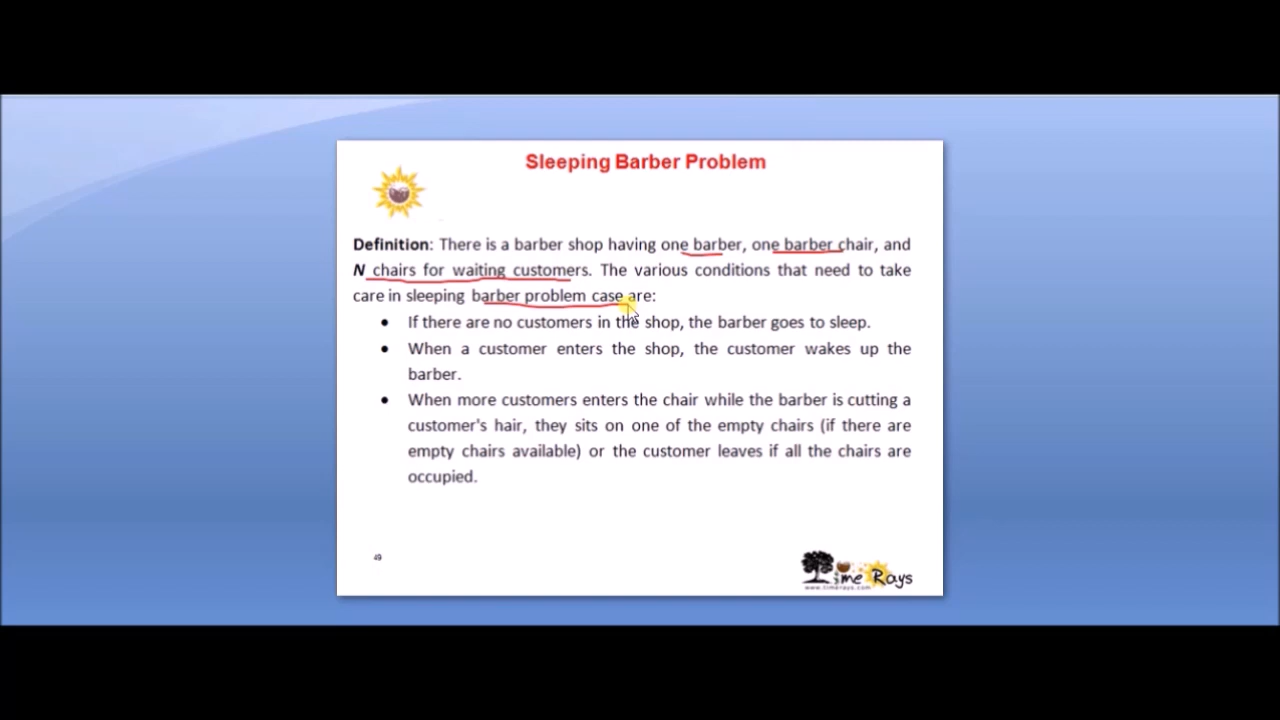 Sleeping Barber Problem
Definition: There is a barber shop having one barber, one barber chair, and
N chairs for waiting customers. The various conditions that need to take
care in sleeping barber problem case are:
• If there are no customers in the shop, the barber goes to sleep.
• When a customer enters the shop, the customer wakes up the
barber.
• When more customers enters the chair while the barber is cutting a
customer's hair, they sits on one of the empty chairs (if there are
empty chairs available) or the customer leaves if all the chairs are
occupied.
49
Time Rays
www.timerays.com